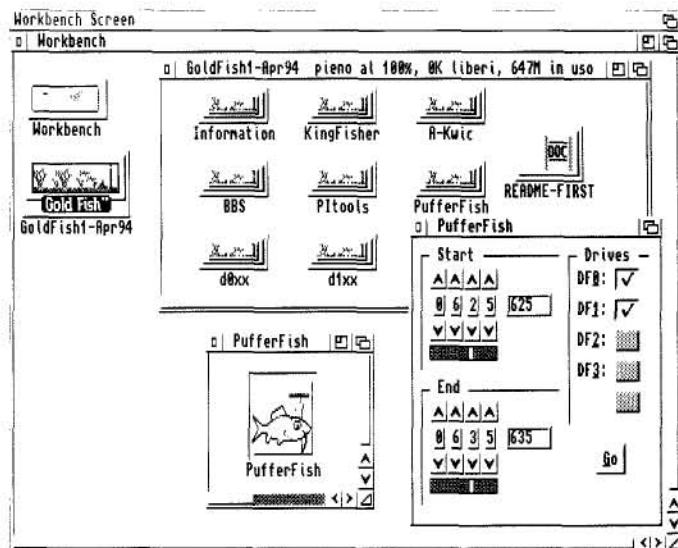 Workbench Screen
Workbench
GoldFish1-Apr94 pieno al 100%, 0K liberi, 647M in uso
Workbench
Gold Fish™
GoldFish1-Apr94
Information KingFisher A-Kwic
DOC
README-FIRST
BBS PItools PufferFish
d0xx d1xx
PufferFish
Start
0 6 2 5 625
End
0 6 3 5 635
Drives
DF0:
DF1:
DF2:
DF3:
Go
PufferFish
PufferFish